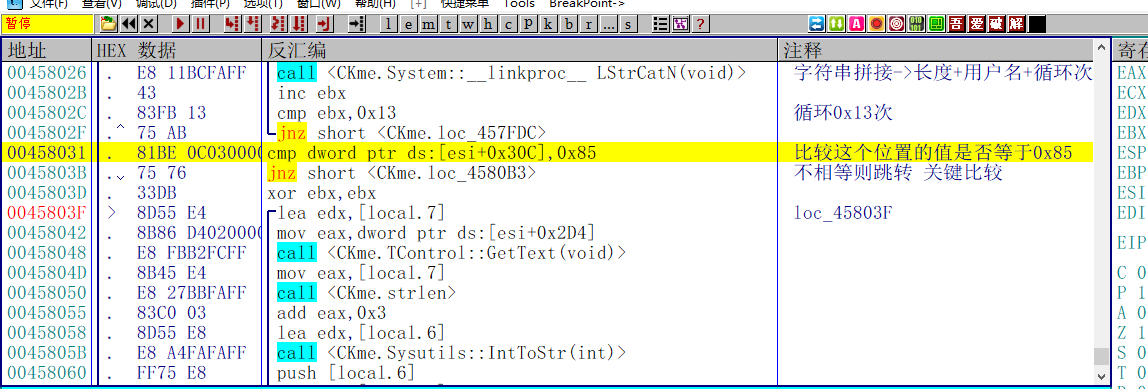 文件(F) 查看(V) 调试(D) 插件(P) 选项(T) 窗口(W) 帮助(H) [+] 快捷菜单 Tools BreakPoint->
暂停 l e m t w h c p k b r ... s ? 吾 爱 破 解
地址 HEX 数据 反汇编 注释 寄存
00458026 . E8 11BCFAFF call <CKme.System::__linkproc__ LStrCatN(void)> 字符串拼接->长度+用户名+循环次
0045802B . 43 inc ebx
0045802C . 83FB 13 cmp ebx,0x13 循环0x13次
0045802F .^ 75 AB jnz short <CKme.loc_457FDC>
00458031 . 81BE 0C030000 cmp dword ptr ds:[esi+0x30C],0x85 比较这个位置的值是否等于0x85
0045803B .v 75 76 jnz short <CKme.loc_4580B3> 不相等则跳转 关键比较
0045803D . 33DB xor ebx,ebx
0045803F > 8D55 E4 lea edx,[local.7] loc_45803F
00458042 . 8B86 D4020000 mov eax,dword ptr ds:[esi+0x2D4]
00458048 . E8 FBB2FCFF call <CKme.TControl::GetText(void)>
0045804D . 8B45 E4 mov eax,[local.7]
00458050 . E8 27BBFAFF call <CKme.strlen>
00458055 . 83C0 03 add eax,0x3
00458058 . 8D55 E8 lea edx,[local.6]
0045805B . E8 A4FAFAFF call <CKme.Sysutils::IntToStr(int)>
00458060 . FF75 E8 push [local.6]
EAX
ECX
EDX
EBX
ESP
EBP
ESI
EDI
EIP
C 0
P 1
A 0
Z 1
S 0
T 0